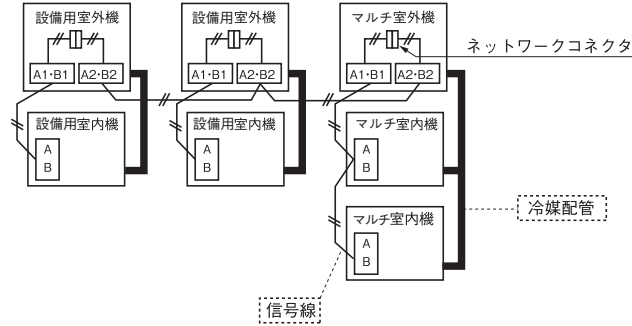 設備用室外機
設備用室外機
マルチ室外機
ネットワークコネクタ
A1・B1
A2・B2
A1・B1
A2・B2
A1・B1
A2・B2
設備用室内機
設備用室内機
マルチ室内機
A
B
A
B
A
B
冷媒配管
マルチ室内機
A
B
信号線